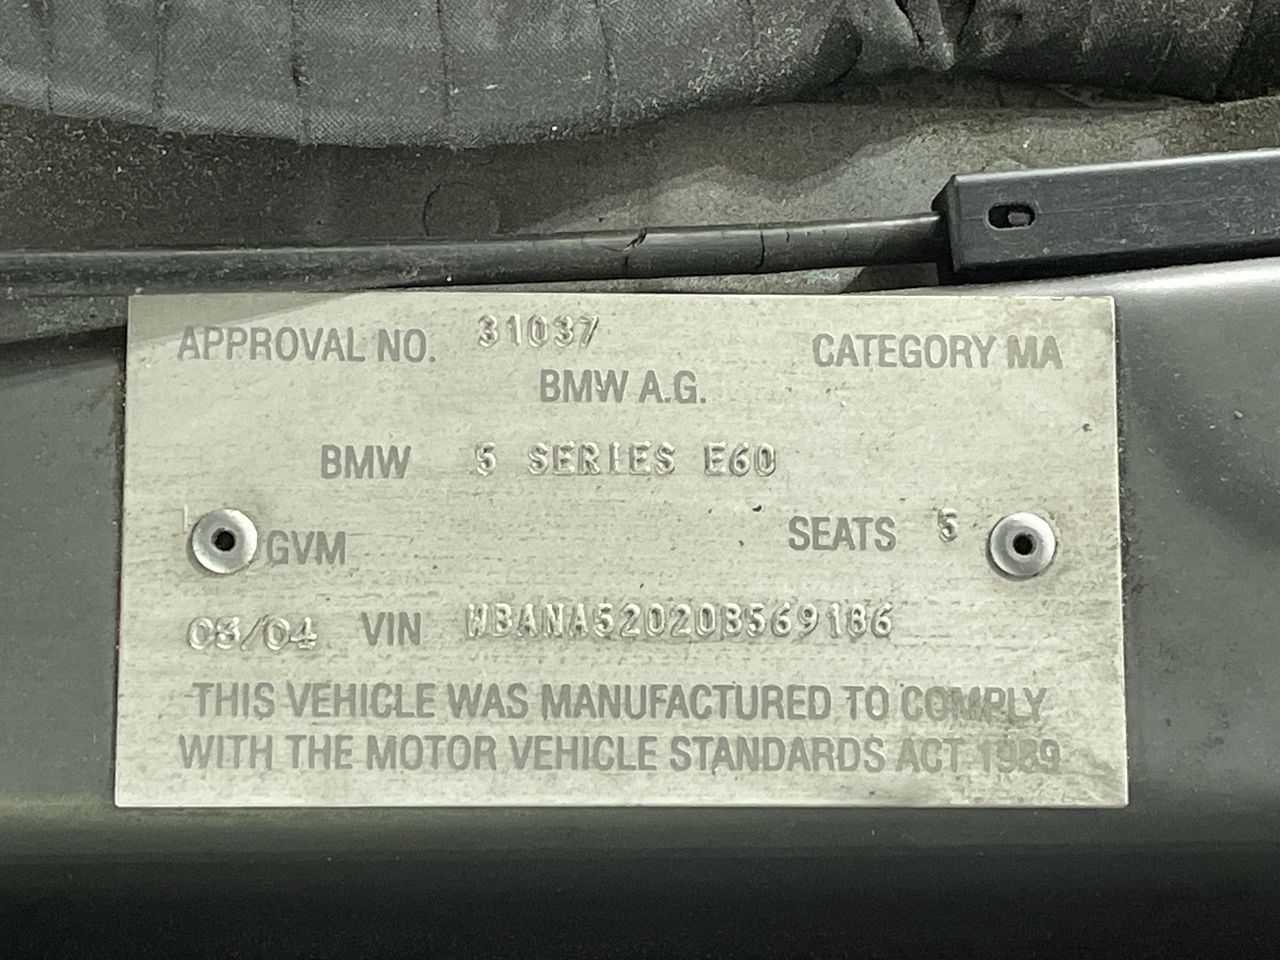 APPROVAL NO. 31037 CATEGORY MA
BMW A.G.
BMW 5 SERIES E60
GVM SEATS 5
03/04 VIN WBANA52020B569186
THIS VEHICLE WAS MANUFACTURED TO COMPLY
WITH THE MOTOR VEHICLE STANDARDS ACT 1989